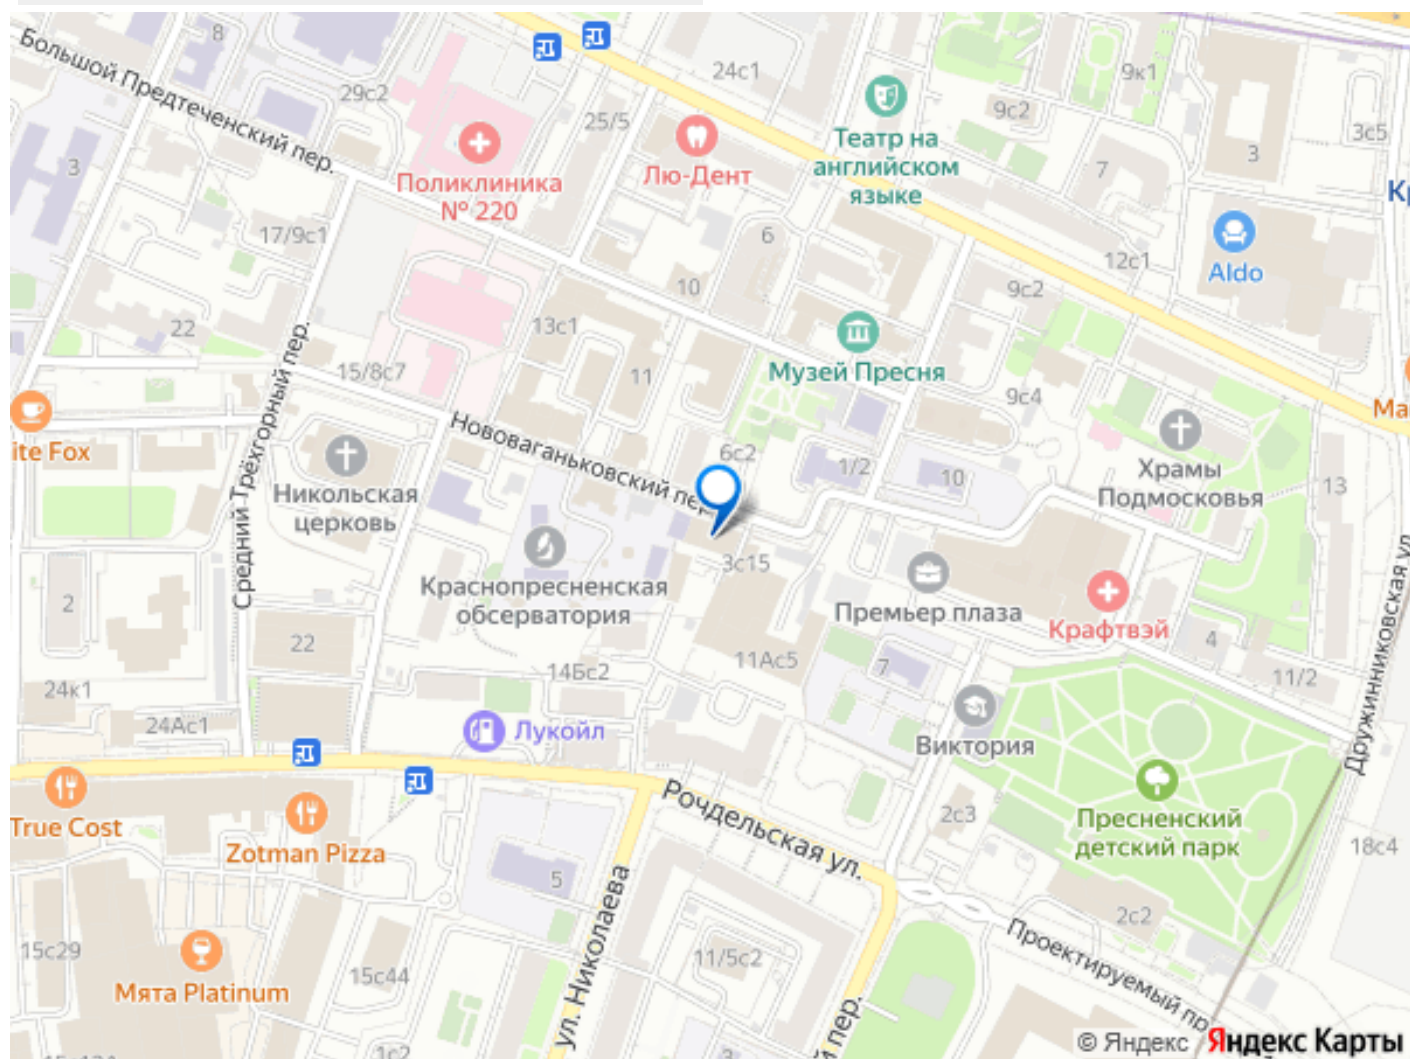 8
24с1
9к1
Большой Предтеченский пер.
29с2
25/5
9с2
3с5
3
Театр на
английском
языке
3
7
Поликлиника
№ 220
Лю-Дент
17/9с1
6
12с1
Aldo
10
9с2
22
13с1
15/8с7
11
Музей Пресня
9с4
Средний Трёхгорный пер.
ite Fox
Нововаганьковский пер.
6с2
1/2
10
Храмы
Подмосковья
13
Никольская
церковь
3с15
Краснопресненская
обсерватория
Премьер плаза
Крафтвэй
2
22
4
14Бс2
11Ас5
7
11/2
24к1
24Ас1
Лукойл
Виктория
Дружинниковская ул.
True Cost
Zotman Pizza
Рочдельская ул.
2с3
Пресненский
детский парк
18с4
5
ул. Николаева
2с2
15с29
15с44
11/5с2
Проектируемый пр
Мята Platinum
й пер.
1с2
3
© Яндекс Яндекс Карты